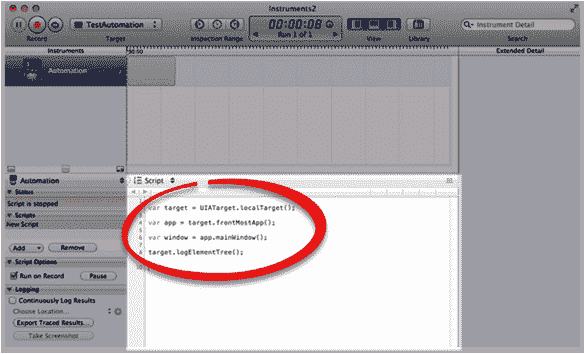 Instruments2
TestAutomation
00:00:08
Run 1 of 1
Instrument Detail
Record
Target
Inspection Range
View
Library
Search
Instruments
00:00
Extended Detail
Automation
Automation
Script
Status
Script is stopped
Scripts
New Script
Add
Remove
Script Options
Run on Record
Pause
Logging
Continuously Log Results
Choose Location...
Export Traced Results...
Take Screenshot
var target = UIATarget.localTarget();
var app = target.frontMostApp();
var window = app.mainWindow();
target.logElementTree();